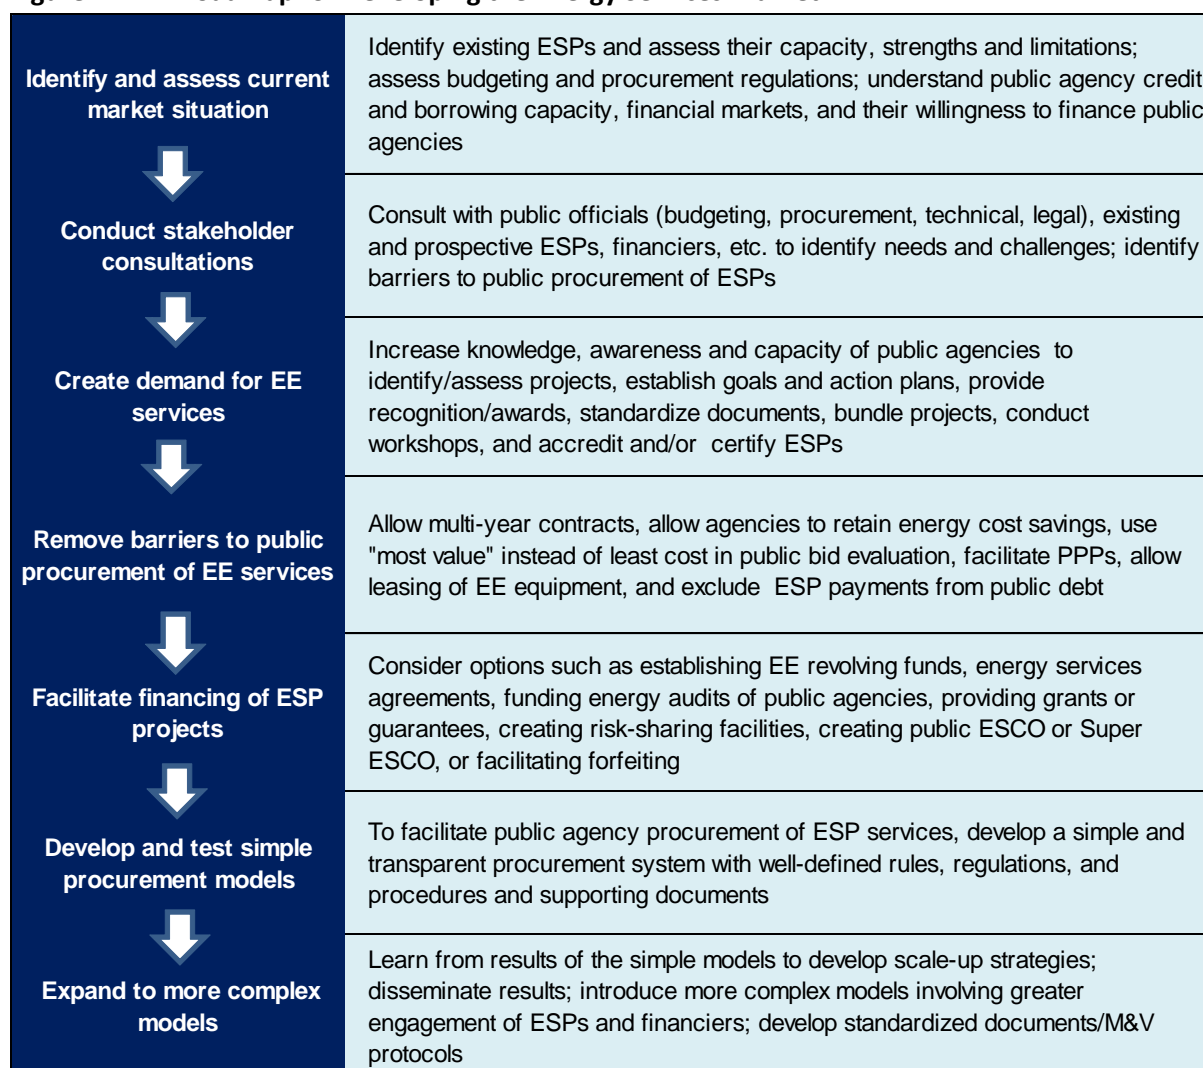 Identify and assess current
market situation
Identify existing ESPs and assess their capacity, strengths and limitations;
assess budgeting and procurement regulations; understand public agency credit
and borrowing capacity, financial markets, and their willingness to finance public
agencies
Conduct stakeholder
consultations
Consult with public officials (budgeting, procurement, technical, legal), existing
and prospective ESPs, financiers, etc. to identify needs and challenges; identify
barriers to public procurement of ESPs
Create demand for EE
services
Increase knowledge, awareness and capacity of public agencies to
identify/assess projects, establish goals and action plans, provide
recognition/awards, standardize documents, bundle projects, conduct
workshops, and accredit and/or certify ESPs
Remove barriers to public
procurement of EE services
Allow multi-year contracts, allow agencies to retain energy cost savings, use
"most value" instead of least cost in public bid evaluation, facilitate PPPs, allow
leasing of EE equipment, and exclude ESP payments from public debt
Facilitate financing of ESP
projects
Consider options such as establishing EE revolving funds, energy services
agreements, funding energy audits of public agencies, providing grants or
guarantees, creating risk-sharing facilities, creating public ESCO or Super
ESCO, or facilitating forfeiting
Develop and test simple
procurement models
To facilitate public agency procurement of ESP services, develop a simple and
transparent procurement system with well-defined rules, regulations, and
procedures and supporting documents
Expand to more complex
models
Learn from results of the simple models to develop scale-up strategies;
disseminate results; introduce more complex models involving greater
engagement of ESPs and financiers; develop standardized documents/M&V
protocols